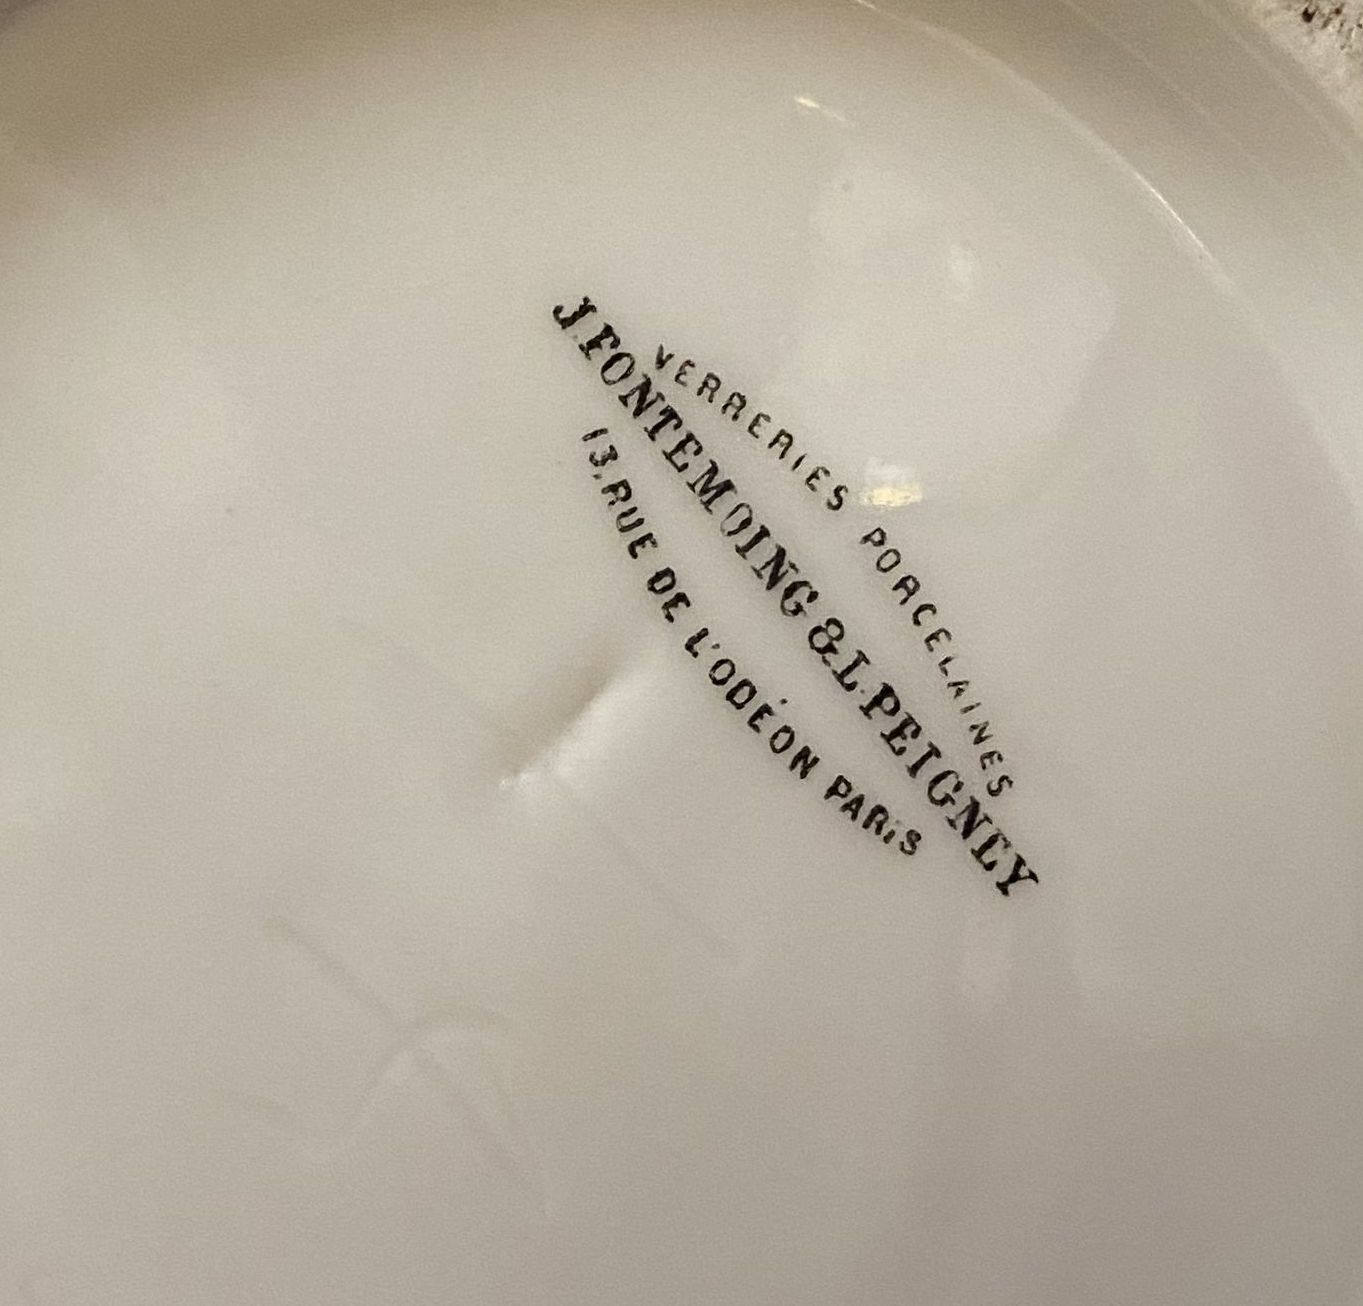 VERRERIES PORCELAINES
J. FONTEMOING & L. PEIGNEY
13, RUE DE L'ODÉON PARIS